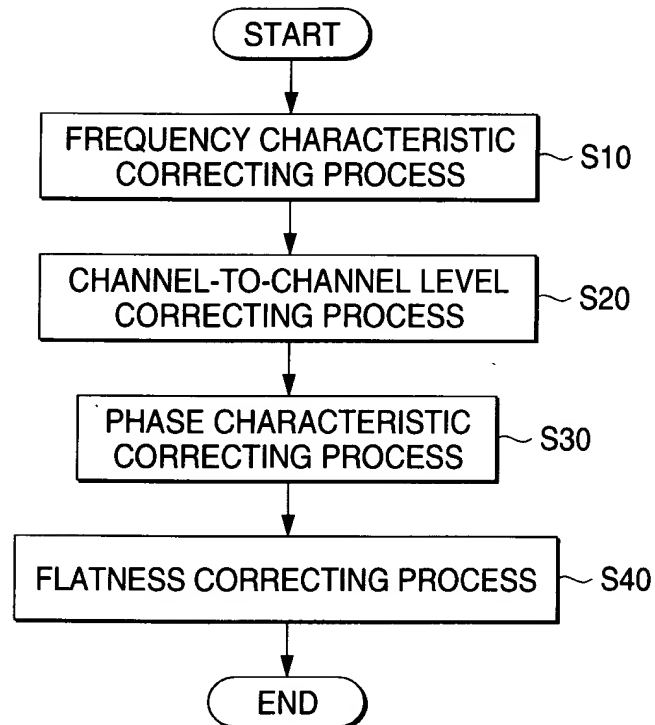 START
FREQUENCY CHARACTERISTIC
CORRECTING PROCESS
S10
CHANNEL-TO-CHANNEL LEVEL
CORRECTING PROCESS
S20
PHASE CHARACTERISTIC
CORRECTING PROCESS
S30
FLATNESS CORRECTING PROCESS
S40
END